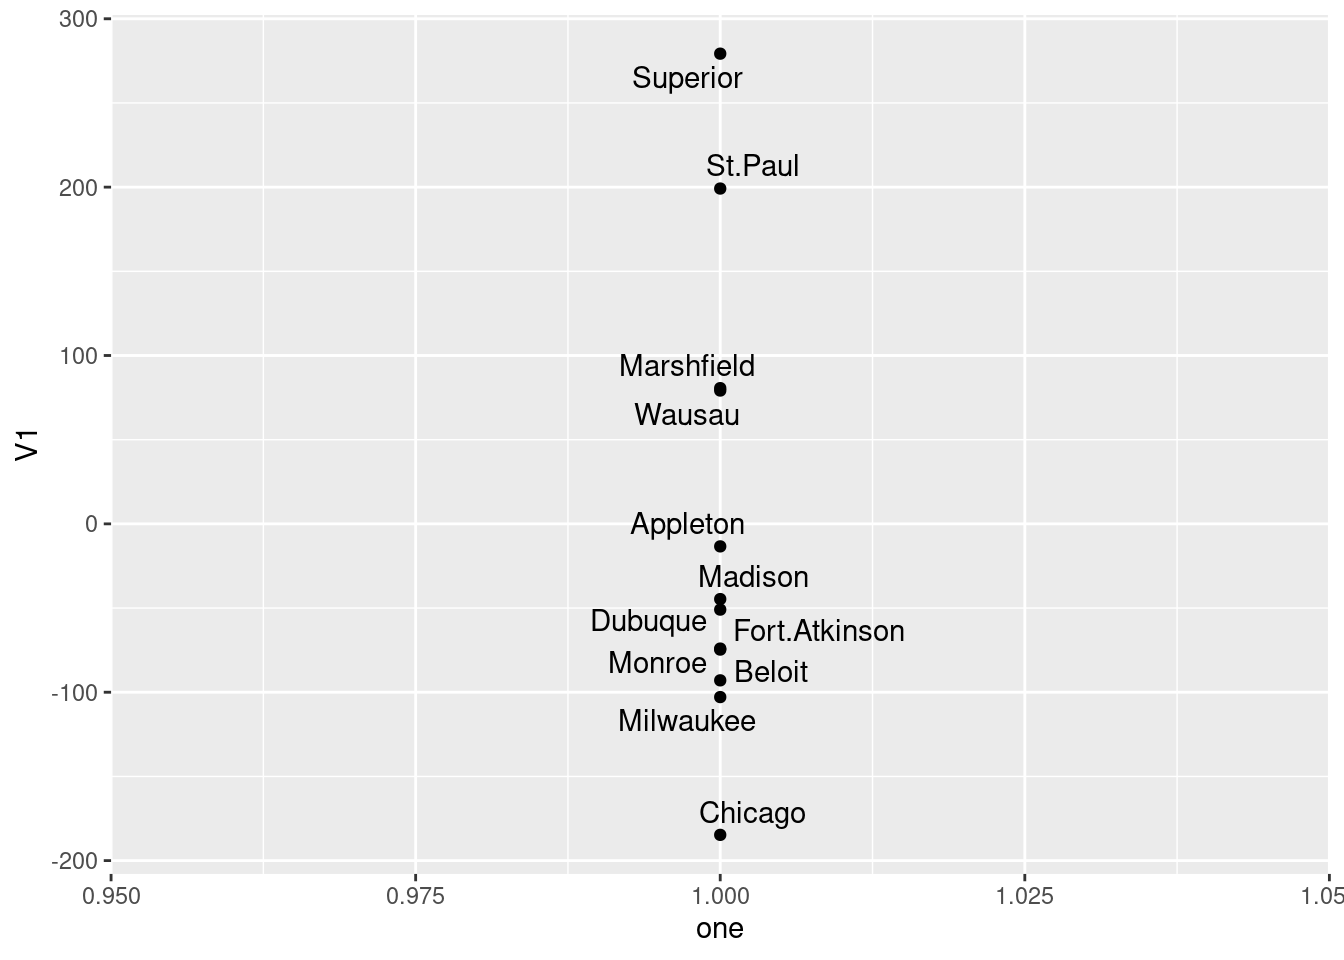 300
Superior
St.Paul
200
100
Marshfield
Wausau
V1
0
Appleton
Madison
Dubuque
Fort.Atkinson
Monroe
Beloit
-100
Milwaukee
Chicago
-200
0.950 0.975 1.000 1.025 1.05
one